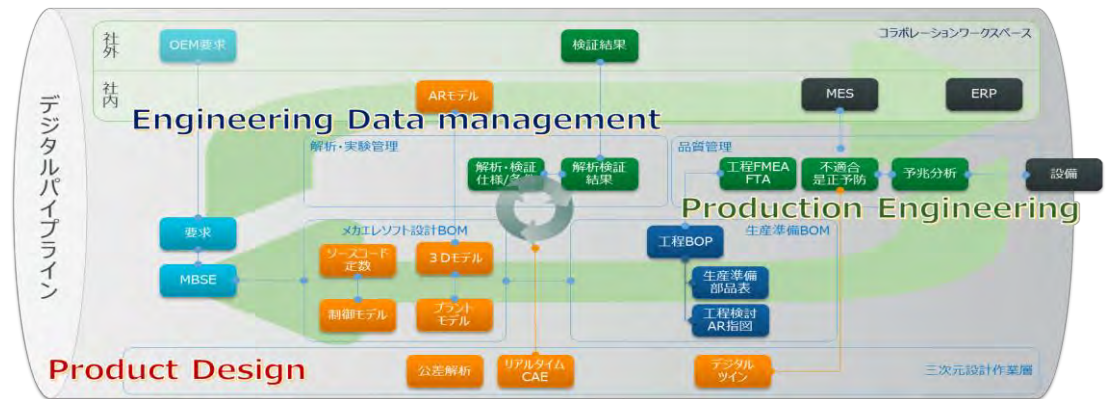 デジタルパイプライン
社外
OEM要求
検証結果
コラボレーションワークスペース
社内
ARモデル
MES
ERP
Engineering Data management
解析・実験管理
品質管理
解析・検証
解析検証
結果
工程FMEA
FTA
不適合
是正予防
予兆分析
設備
Production Engineering
要求
メカエレソフト設計BOM
工程BOP
生産準備BOM
ソースコード
定数
3Dモデル
MBSE
生産準備
部品表
制御モデル
プラント
モデル
工程検討
AR指図
Product Design
公差解析
リアルタイム
CAE
デジタル
ツイン
三次元設計作業層